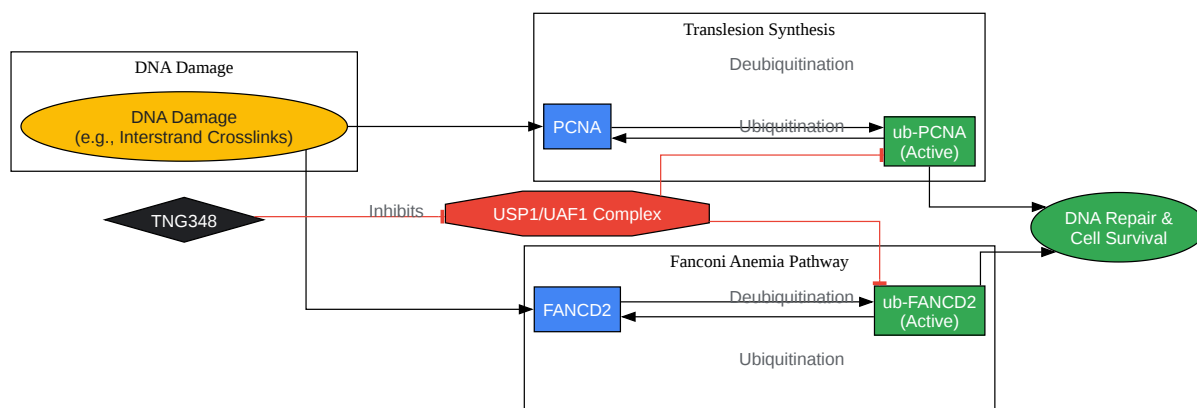 Translesion Synthesis
Deubiquitination
DNA Damage
DNA Damage
(e.g., Interstrand Crosslinks)
PCNA
Ubiquitination
ub-PCNA
(Active)
TNG348
Inhibits
USP1/UAF1 Complex
DNA Repair &
Cell Survival
Fanconi Anemia Pathway
FANCD2
Deubiquitination
ub-FANCD2
(Active)
Ubiquitination